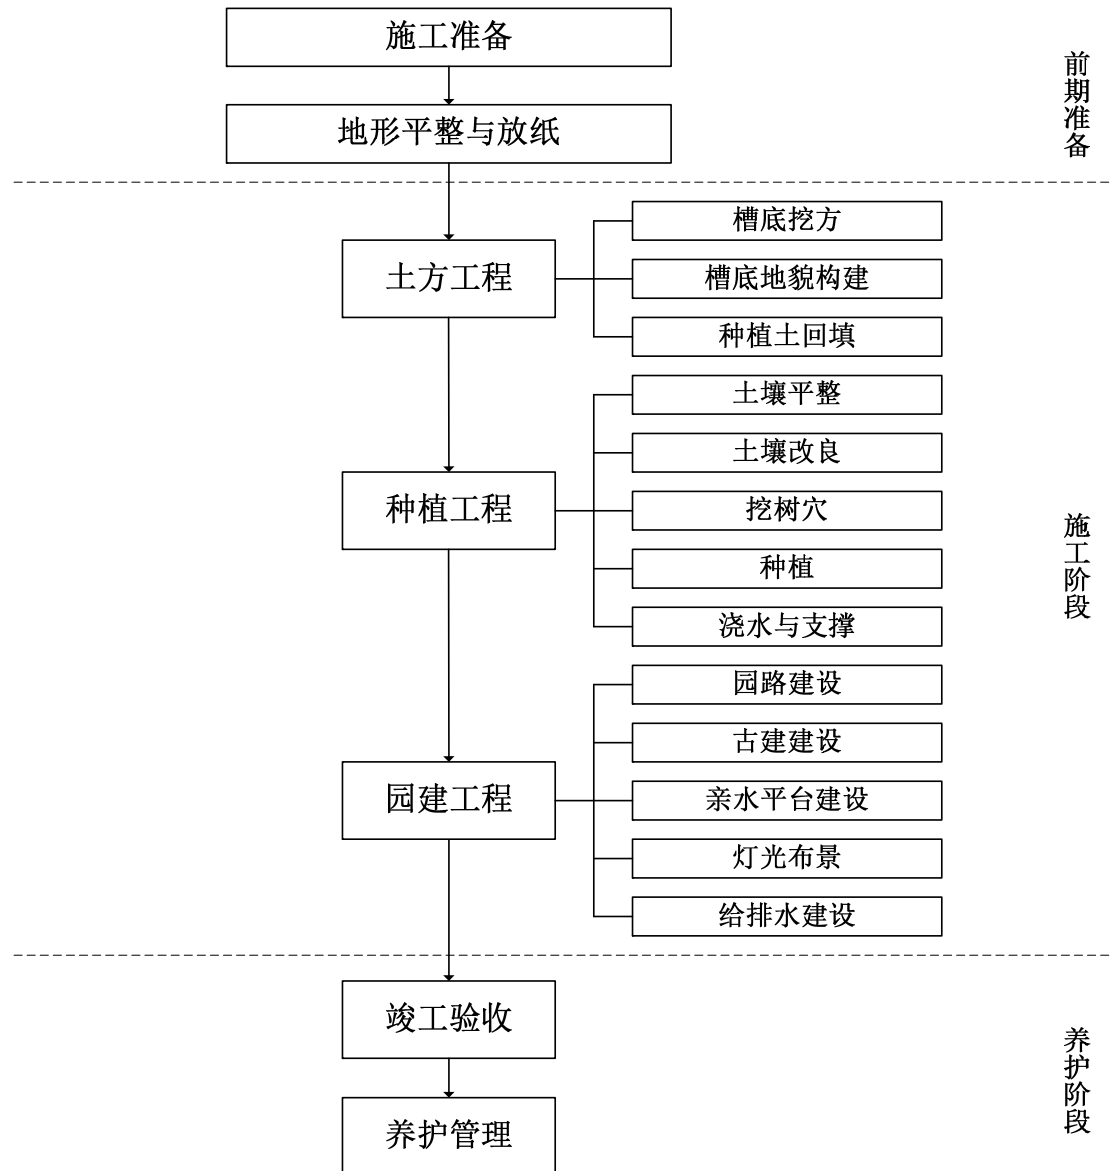 施工准备
地形平整与放纸
前期准备
土方工程
槽底挖方
槽底地貌构建
种植土回填
种植工程
土壤平整
土壤改良
挖树穴
种植
浇水与支撑
施工阶段
园建工程
园路建设
古建建设
亲水平台建设
灯光布景
给排水建设
竣工验收
养护管理
养护阶段